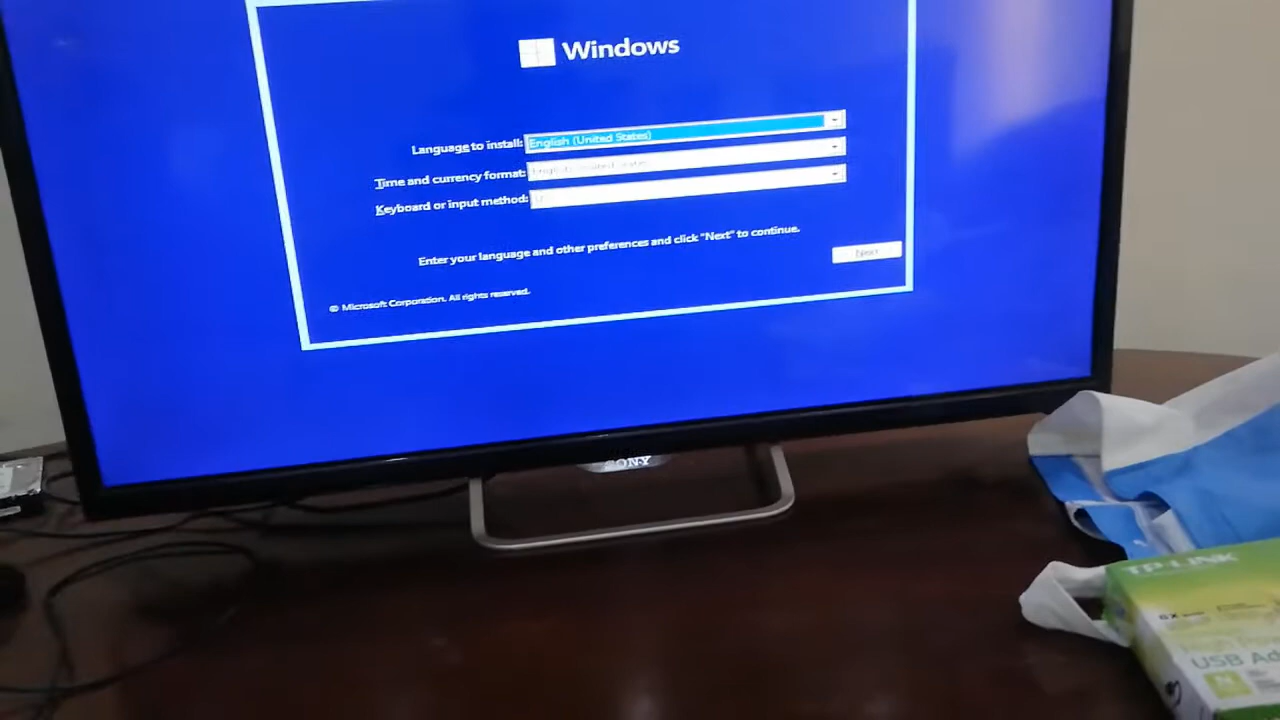 Windows
Language to install: English (United States)
Time and currency format:
Keyboard or input method:
Enter your language and other preferences and click "Next" to continue.
Next
© Microsoft Corporation. All rights reserved.
SONY
TP-LINK
USB Ad
N